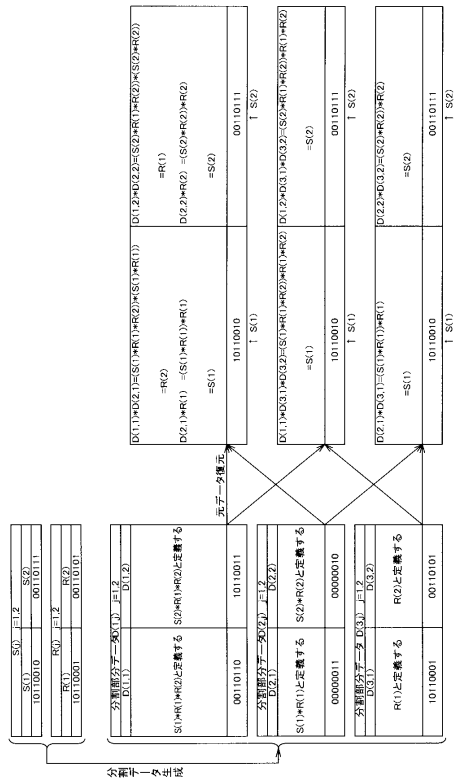 分割データ生成
S(j) j=1,2
S(1) S(2)
10110010 00110111
R(j) j=1,2
R(1) R(2)
10110001 00110101
分割部分データD(1,j) j=1,2
D(1,1) D(1,2)
S(1)*R(1)*R(2)と定義する S(2)*R(1)*R(2)と定義する
00110110 10110011
分割部分データD(2,j) j=1,2
D(2,1) D(2,2)
S(1)*R(1)と定義する S(2)*R(2)と定義する
00000011 00000010
分割部分データ D(3,j) j=1,2
D(3,1) D(3,2)
R(1)と定義する R(2)と定義する
10110001 00110101
元データ復元
D(1,1)*D(2,1)=(S(1)*R(1)*R(2))*(S(1)*R(1)) D(1,2)*D(2,2)=(S(2)*R(1)*R(2))*(S(2)*R(2))
=R(2) =R(1)
D(2,1)*R(1) =(S(1)*R(1))*R(1) D(2,2)*R(2) =(S(2)*R(2))*R(2)
=S(1) =S(2)
10110010 00110111
↑ S(1) ↑ S(2)
D(1,1)*D(3,1)*D(3,2)=(S(1)*R(1)*R(2))*R(1)*R(2) D(1,2)*D(3,1)*D(3,2)=(S(2)*R(1)*R(2))*R(1)*R(2)
=S(1) =S(2)
10110010 00110111
↑ S(1) ↑ S(2)
D(2,1)*D(3,1)=(S(1)*R(1))*R(1) D(2,2)*D(3,2)=(S(2)*R(2))*R(2)
=S(1) =S(2)
10110010 00110111
↑ S(1) ↑ S(2)